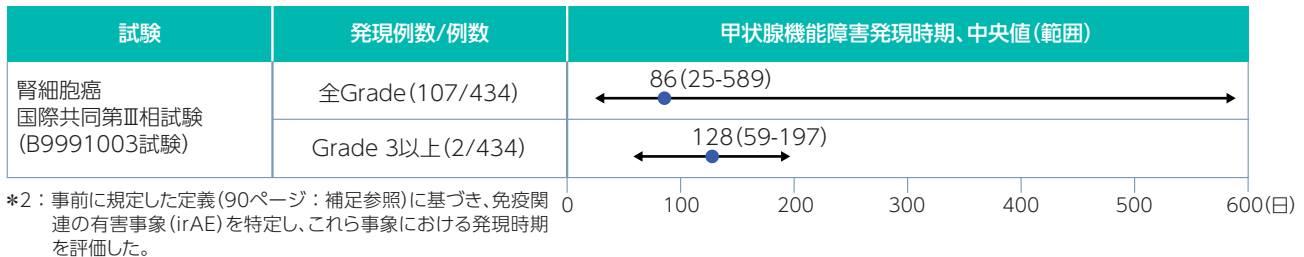 試験 発現例数/例数 甲状腺機能障害発現時期、中央値(範囲)
腎細胞癌
国際共同第Ⅲ相試験
(B9991003試験)
全Grade(107/434)
86(25-589)
Grade 3以上(2/434)
128(59-197)
0 100 200 300 400 500 600(日)
*2：事前に規定した定義(90ページ：補足参照)に基づき、免疫関
連の有害事象(irAE)を特定し、これら事象における発現時期
を評価した。